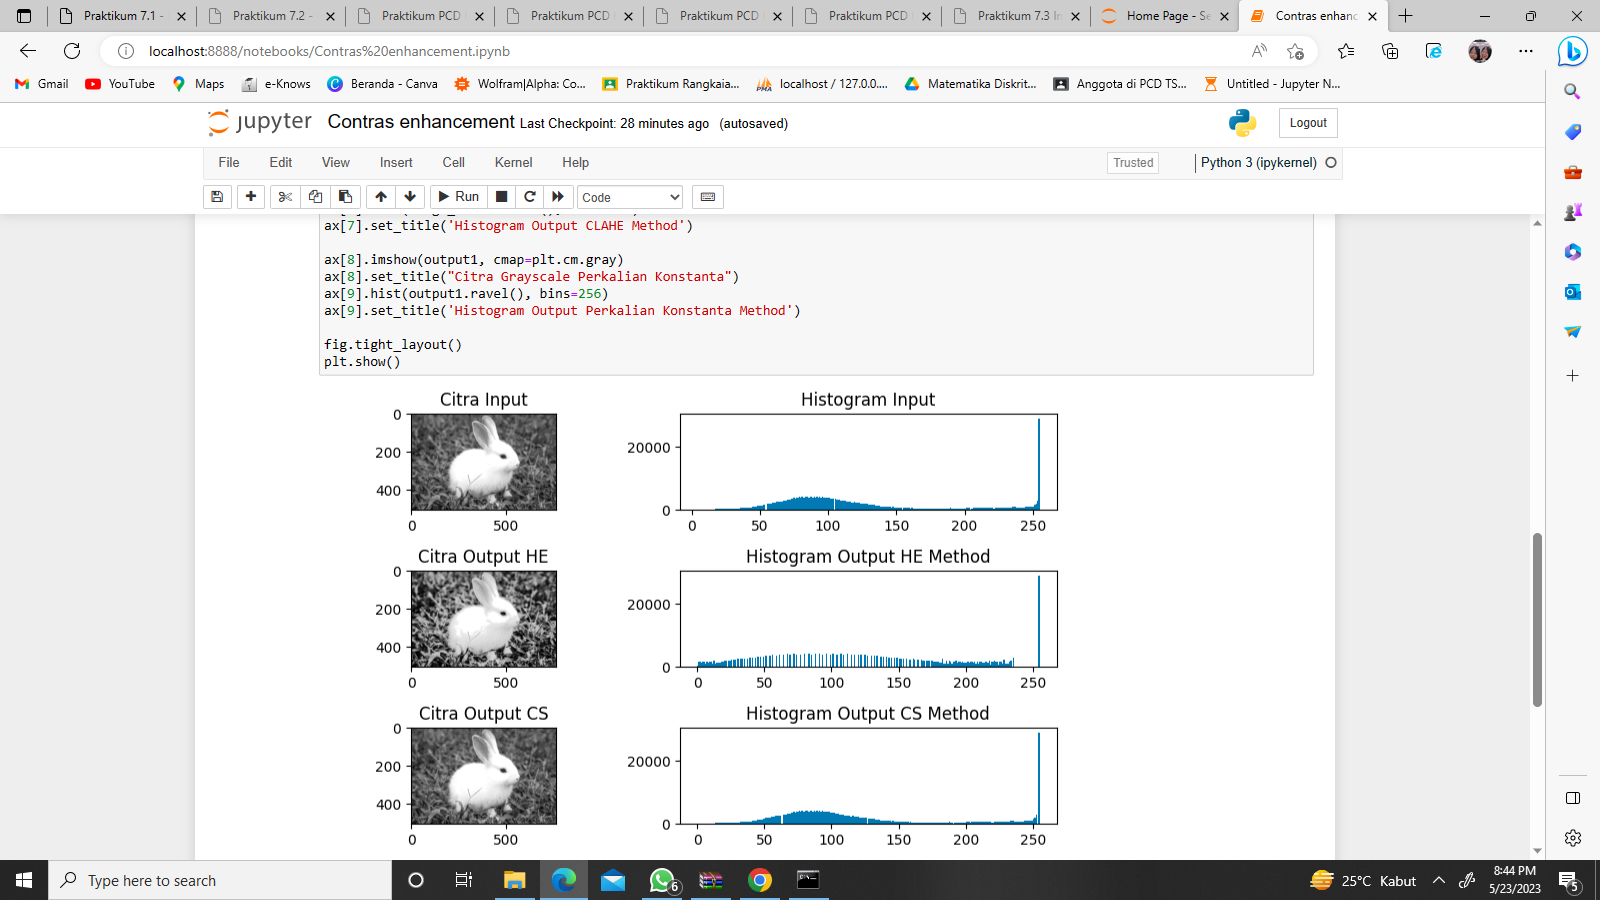 Praktikum 7.1 -
Praktikum 7.2 -
Praktikum PCD
Praktikum PCD
Praktikum PCD
Praktikum PCD
Praktikum 7.3 I
Home Page - Se
Contras enhanc
localhost:8888/notebooks/Contras%20enhancement.ipynb
Gmail
YouTube
Maps
e-Knows
Beranda - Canva
Wolfram|Alpha: Co...
Praktikum Rangkaia...
localhost / 127.0.0....
Matematika Diskrit...
Anggota di PCD TS...
Untitled - Jupyter N...
jupyter Contras enhancement Last Checkpoint: 28 minutes ago (autosaved)
Logout
File Edit View Insert Cell Kernel Help
Trusted
Python 3 (ipykernel)
Run
Code
ax[7].set_title('Histogram Output CLAHE Method')
ax[8].imshow(output1, cmap=plt.cm.gray)
ax[8].set_title("Citra Grayscale Perkalian Konstanta")
ax[9].hist(output1.ravel(), bins=256)
ax[9].set_title('Histogram Output Perkalian Konstanta Method')
fig.tight_layout()
plt.show()
Citra Input
0
200
400
0 500
Histogram Input
20000
0
0 50 100 150 200 250
Citra Output HE
0
200
400
0 500
Histogram Output HE Method
20000
0
0 50 100 150 200 250
Citra Output CS
0
200
400
0 500
Histogram Output CS Method
20000
0
0 50 100 150 200 250
Type here to search
6
25°C Kabut
8:44 PM
5/23/2023
5